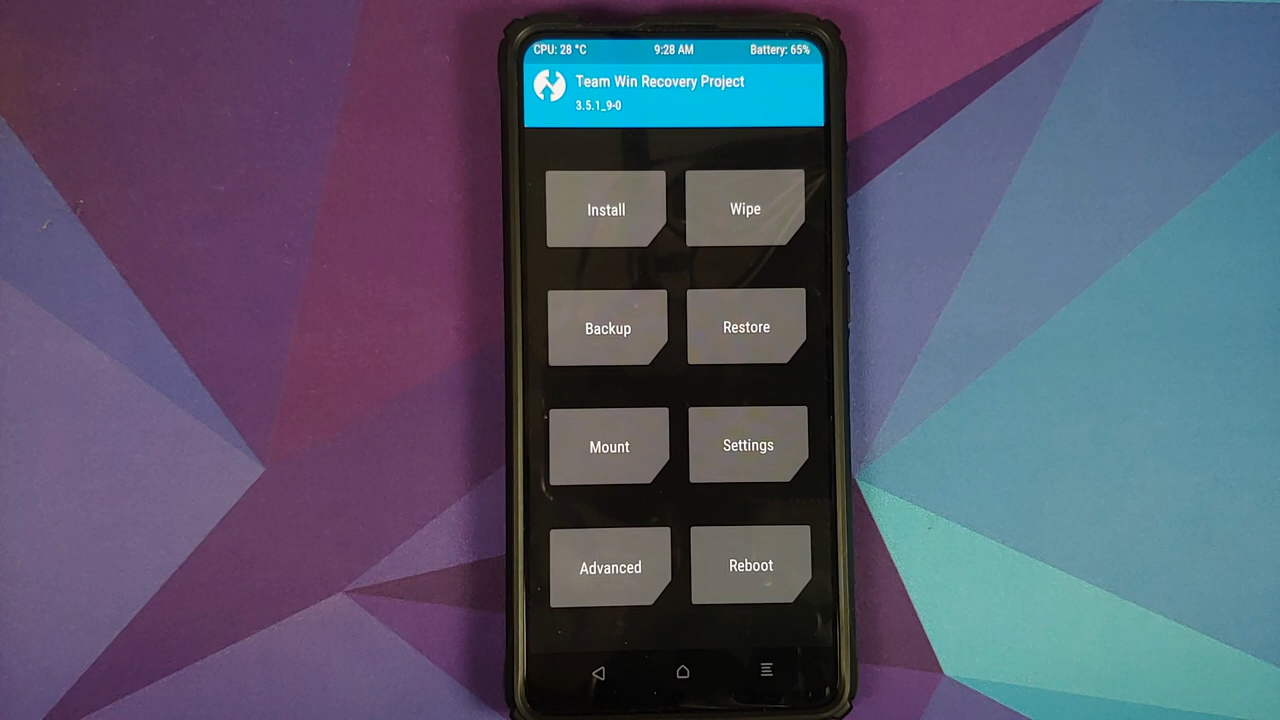 CPU: 28 °C 9:28 AM Battery: 65%
Team Win Recovery Project
3.5.1_9-0
Install Wipe
Backup Restore
Mount Settings
Advanced Reboot